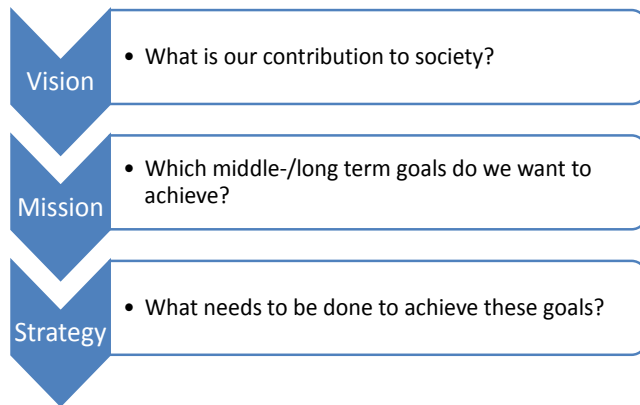 Vision
• What is our contribution to society?
Mission
• Which middle-/long term goals do we want to
achieve?
Strategy
• What needs to be done to achieve these goals?